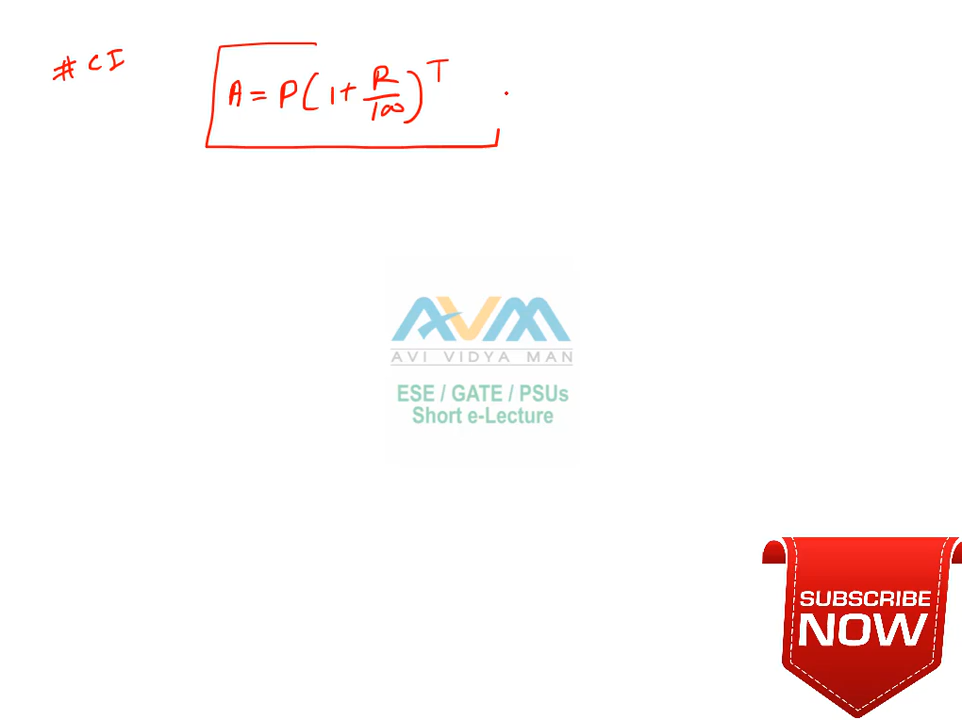 # CI
A = P(1+R/100)^T
AVM
AVI VIDYA MAN
ESE / GATE / PSUs
Short e-Lecture
SUBSCRIBE
NOW